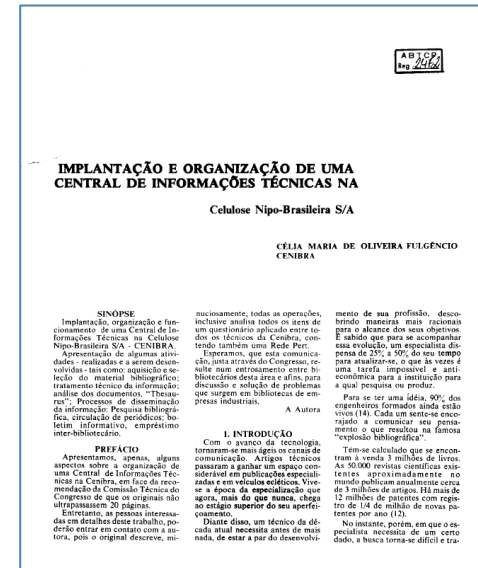 ABTCP
Reg
IMPLANTAÇÃO E ORGANIZAÇÃO DE UMA
CENTRAL DE INFORMAÇÕES TÉCNICAS NA
Celulose Nipo-Brasileira S/A
CÉLIA MARIA DE OLIVEIRA FULGÊNCIO
CENIBRA
SINÓPSE
Implantação, organização e fun-
cionamento de uma Central de In-
formações Técnicas na Celulose
Nipo-Brasileira S/A - CENIBRA.
Apresentação de algumas ativi-
dades - realizadas e a serem desen-
volvidas - tais como: aquisição e se-
leção do material bibliográfico;
tratamento técnico da informação;
análise dos documentos, "Thesau-
rus"; Processos de disseminação
da informação: Pesquisa bibliográ-
fica, circulação de periódicos; bo-
letim informativo, empréstimo
inter-bibliotecário.
PREFÁCIO
Apresentamos, apenas, alguns
aspectos sobre a organização de
uma Central de Informações Téc-
nicas na Cenibra, em face da reco-
mendação da Comissão Técnica do
Congresso de que os originais não
ultrapassassem 20 páginas.
Entretanto, as pessoas interessa-
das em detalhes deste trabalho, po-
derão entrar em contato com a au-
tora, pois o original descreve, mi-
nuciosamente, todas as operações,
inclusive analisa todos os itens de
um questionário aplicado entre to-
dos os técnicos da Cenibra, con-
tendo também uma Rede Pert.
Esperamos, que esta comunica-
ção, justa através do Congresso, re-
sulte num entrosamento entre bi-
bliotecários desta área e afins, para
discussão e solução de problemas
que surgem em bibliotecas de em-
presas industriais.
A Autora
1. INTRODUÇÃO
Com o avanço da tecnologia,
tornaram-se mais ágeis os canais de
comunicação. Artigos técnicos
passaram a ganhar um espaço con-
siderável em publicações especiali-
zadas e em veículos ecléticos. Vive-
se a época da especialização que
agora, mais do que nunca, chega
ao estágio superior do seu aperfei-
çoamento.
Diante disso, um técnico da dé-
cada atual necessita antes de mais
nada, de estar a par do desenvolvi-
mento de sua profissão, desco-
brindo maneiras mais racionais
para o alcance dos seus objetivos.
É sabido que para se acompanhar
essa evolução, um especialista dis-
pensa de 25% a 50% do seu tempo
para atualizar-se, o que às vezes é
uma tarefa impossível e anti-
econômica para a instituição para
a qual pesquisa ou produz.
Para se ter uma idéia, 90% dos
engenheiros formados ainda estão
vivos (14). Cada um sente-se enco-
rajado a comunicar seu pensa-
mento o que resultou na famosa
"explosão bibliográfica".
Têm-se calculado que se encon-
tram à venda 3 milhões de livros.
As 50.000 revistas científicas exis-
tentes aproximadamente no
mundo publicam anualmente cerca
de 3 milhões de artigos. Há mais de
12 milhões de patentes com regis-
tro de 1/4 de milhão de novas pa-
tentes por ano (12).
No instante, porém, em que o es-
pecialista necessita de um certo
dado, a busca torna-se difícil e tra-